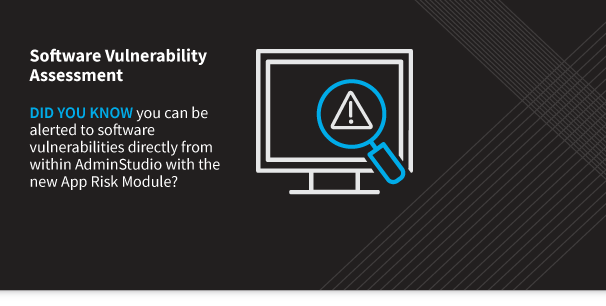 Software Vulnerability
Assessment
DID YOU KNOW you can be
alerted to software
vulnerabilities directly from
within AdminStudio with the
new App Risk Module?